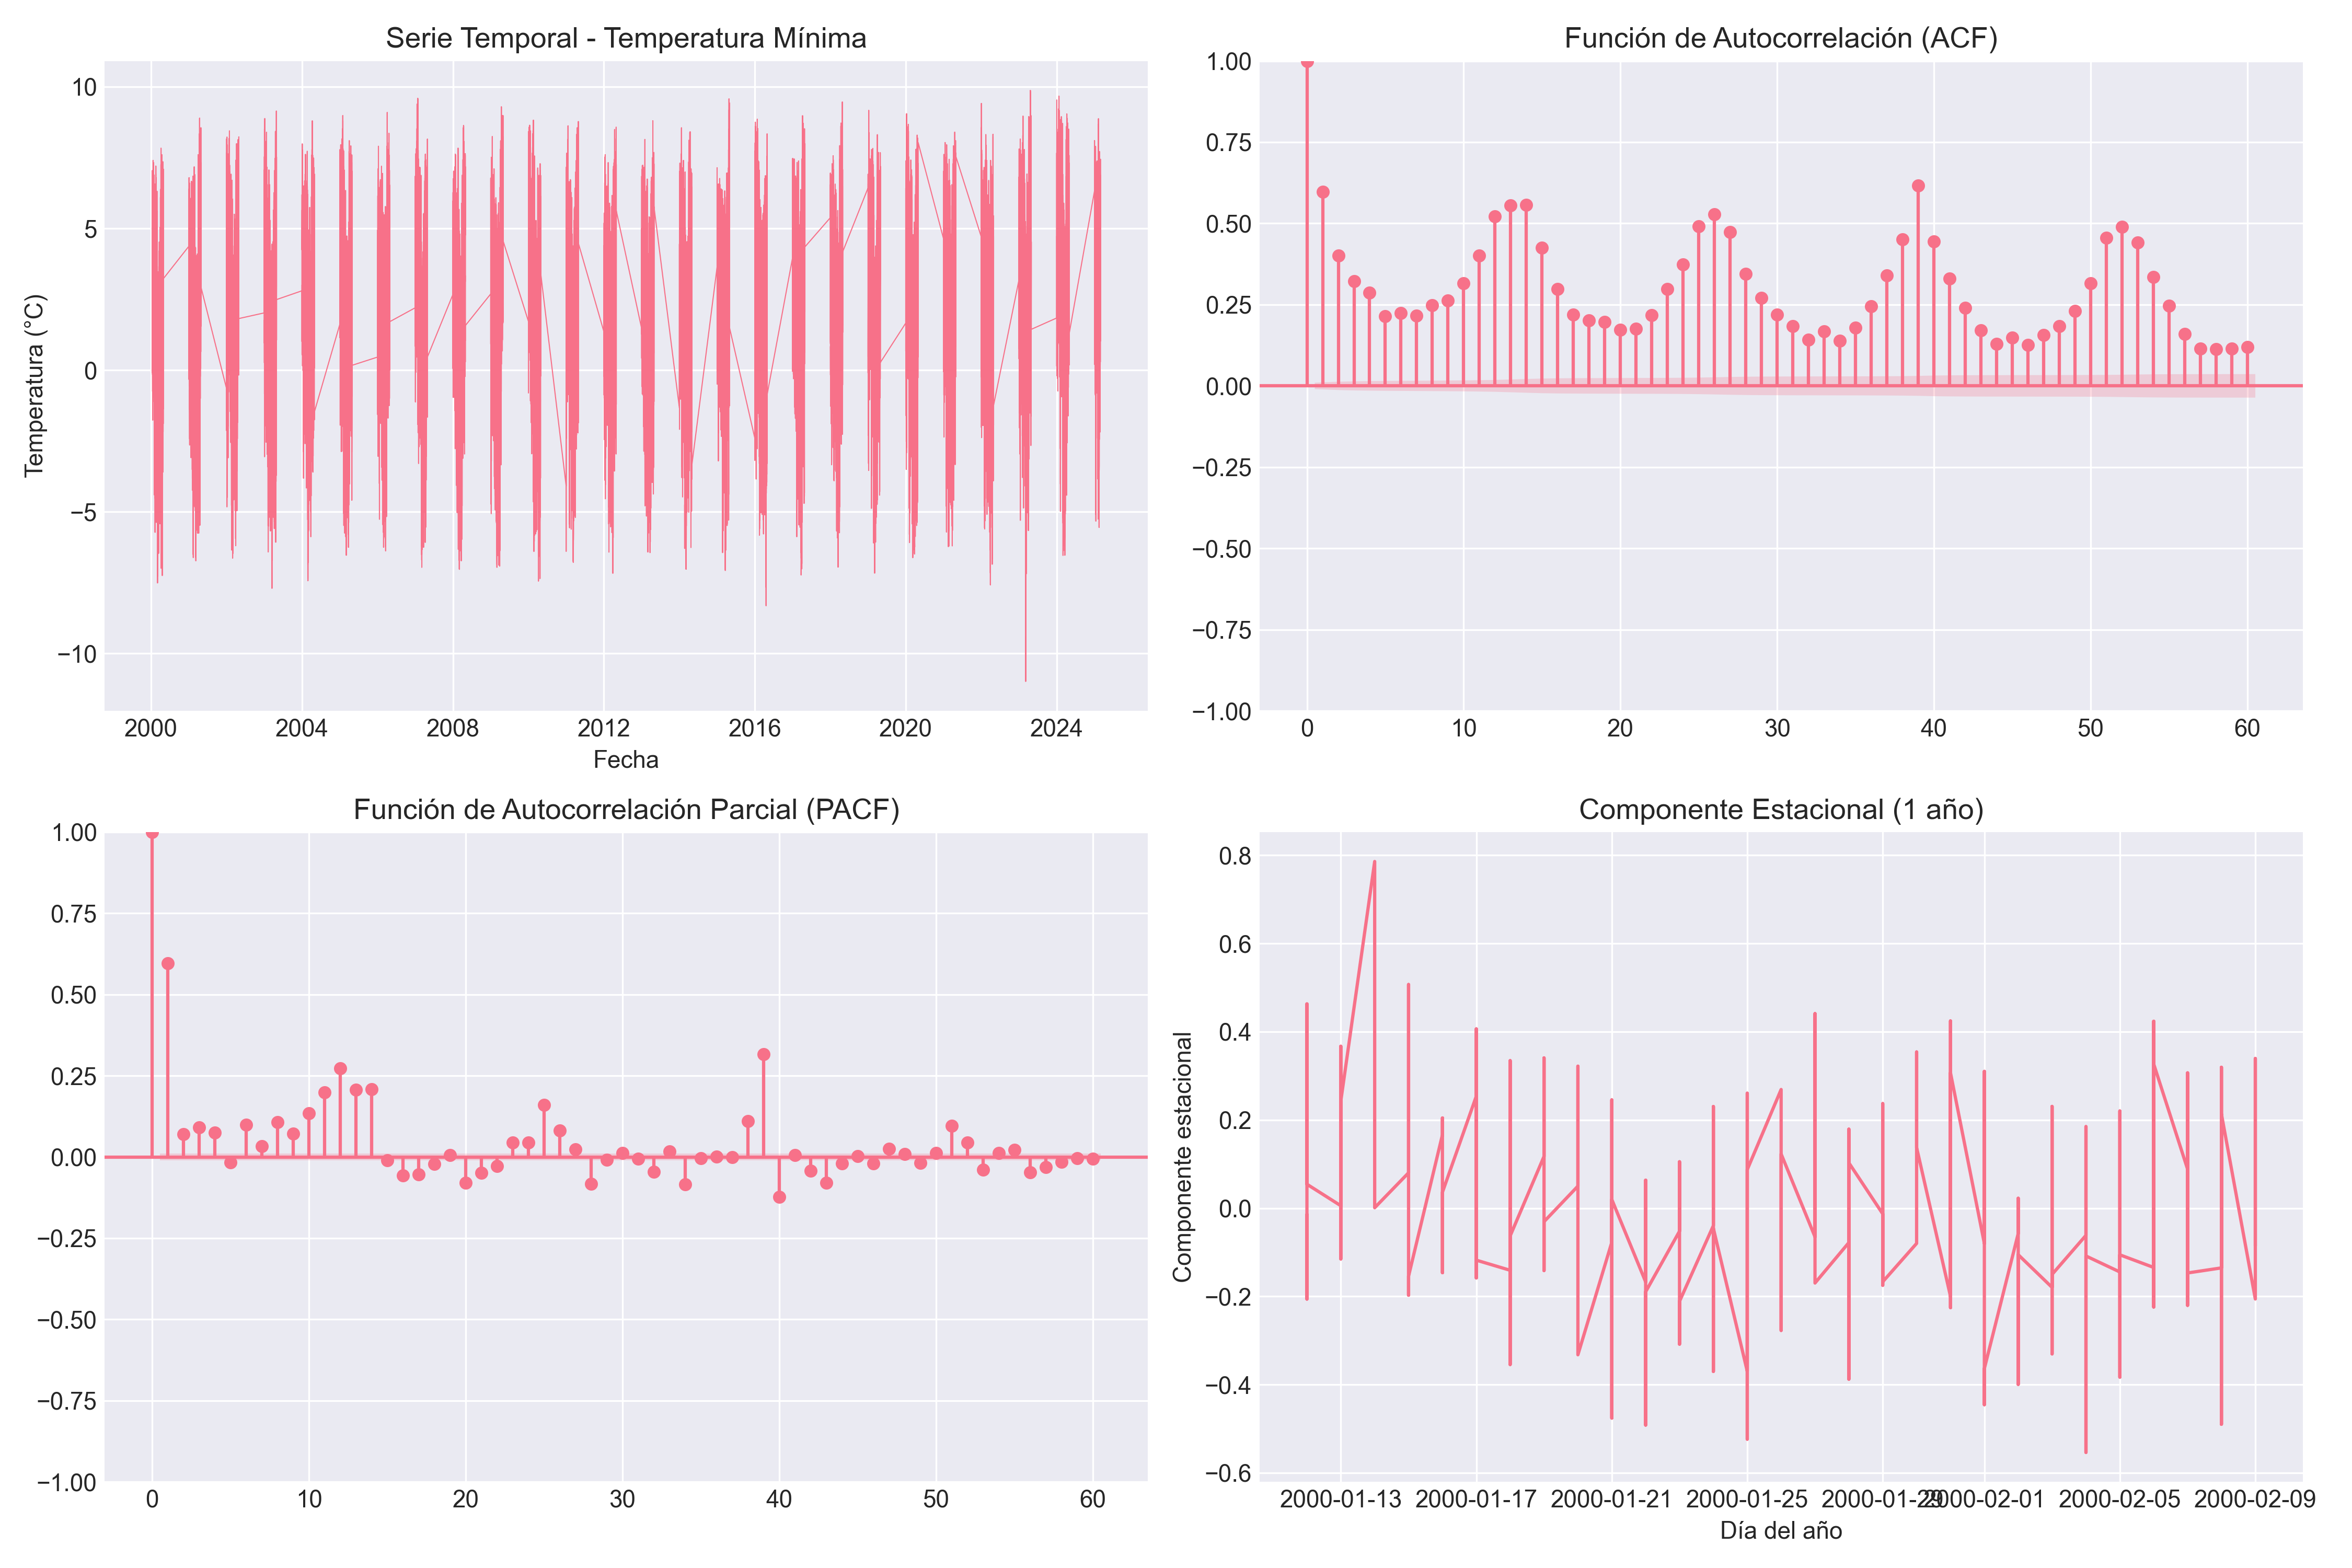 Serie Temporal - Temperatura Mínima
10
5
0
−5
−10
Temperatura (°C)
2000 2004 2008 2012 2016 2020 2024
Fecha
Función de Autocorrelación (ACF)
1.00
0.75
0.50
0.25
0.00
−0.25
−0.50
−0.75
−1.00
0 10 20 30 40 50 60
Función de Autocorrelación Parcial (PACF)
1.00
0.75
0.50
0.25
0.00
−0.25
−0.50
−0.75
−1.00
0 10 20 30 40 50 60
Componente Estacional (1 año)
0.8
0.6
0.4
0.2
0.0
−0.2
−0.4
−0.6
Componente estacional
2000-01-13 2000-01-17 2000-01-21 2000-01-25 2000-01-29 2000-02-01 2000-02-05 2000-02-09
Día del año